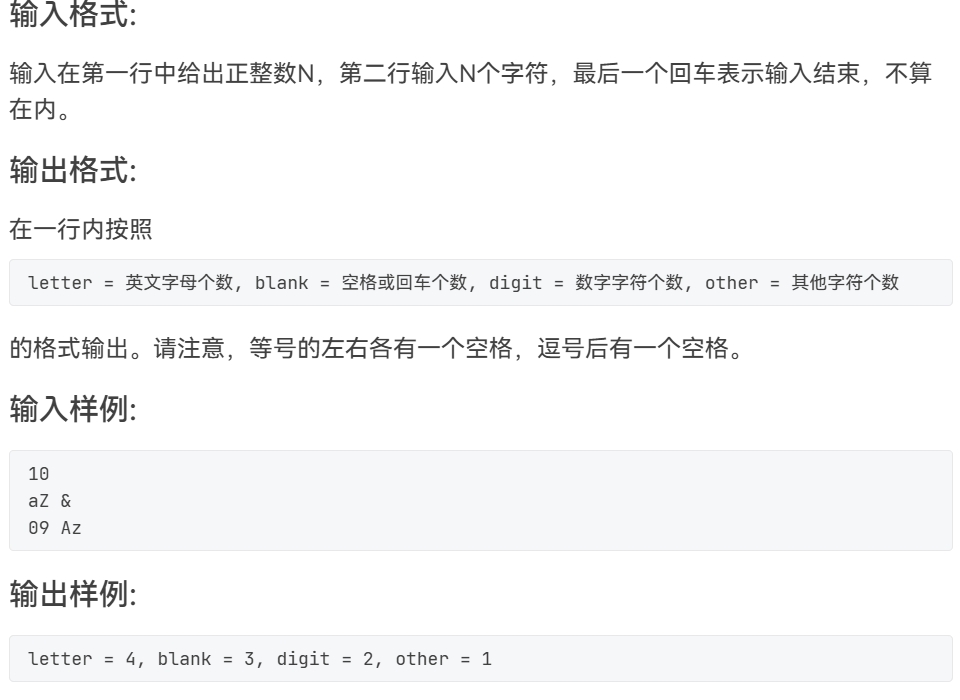 输入格式:
输入在第一行中给出正整数N，第二行输入N个字符，最后一个回车表示输入结束，不算
在内。
输出格式:
在一行内按照
letter = 英文字母个数, blank = 空格或回车个数, digit = 数字字符个数, other = 其他字符个数
的格式输出。请注意，等号的左右各有一个空格，逗号后有一个空格。
输入样例:
10
aZ &
09 Az
输出样例:
letter = 4, blank = 3, digit = 2, other = 1